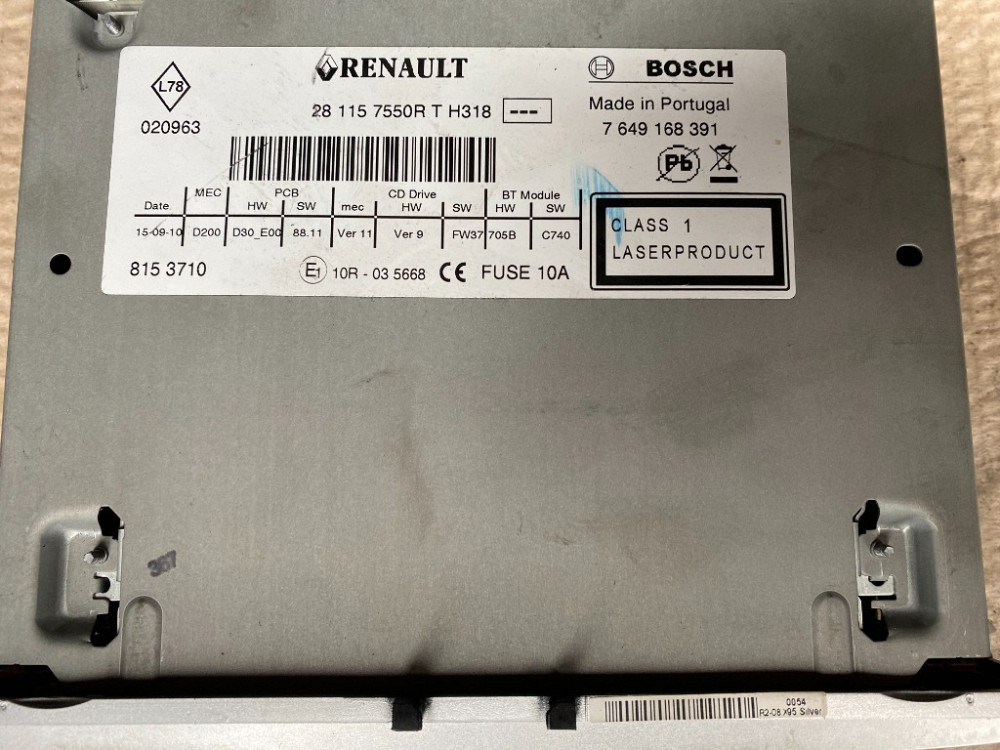 RENAULT
BOSCH
L78
28 115 7550R T H318 ---
Made in Portugal
020963
7 649 168 391
Pb
MEC PCB CD Drive BT Module
Date HW SW mec HW SW HW SW
15-09-10 D200 D30_E00 88.11 Ver 11 Ver 9 FW37 705B C740
CLASS 1
LASERPRODUCT
815 3710
E1 10R - 03 5668 CE FUSE 10A
367
0054
R2-08 X95 Silver